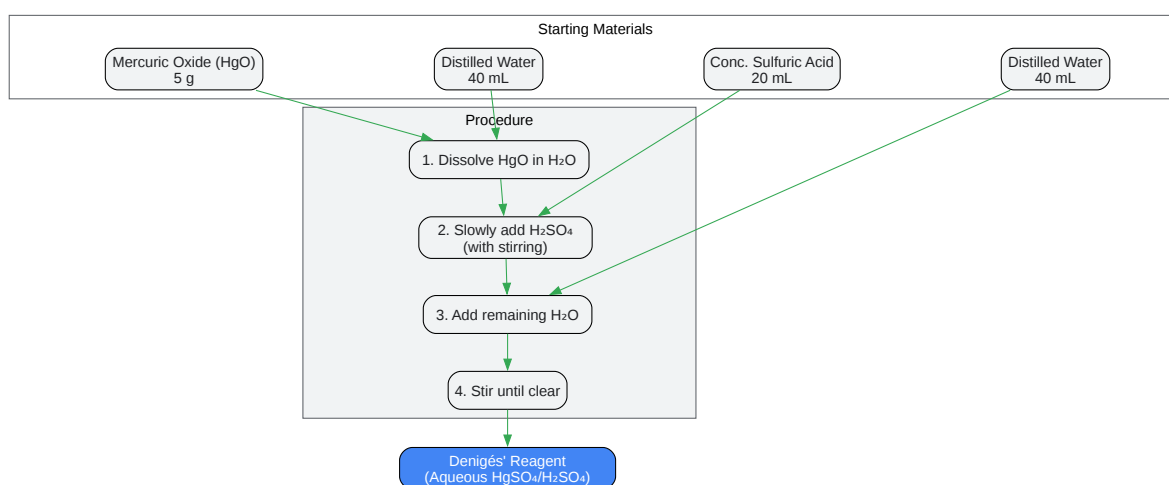 Starting Materials
Mercuric Oxide (HgO)
5 g
Distilled Water
40 mL
Conc. Sulfuric Acid
20 mL
Distilled Water
40 mL
Procedure
1. Dissolve HgO in H₂O
2. Slowly add H₂SO₄
(with stirring)
3. Add remaining H₂O
4. Stir until clear
Denigés' Reagent
(Aqueous HgSO₄/H₂SO₄)